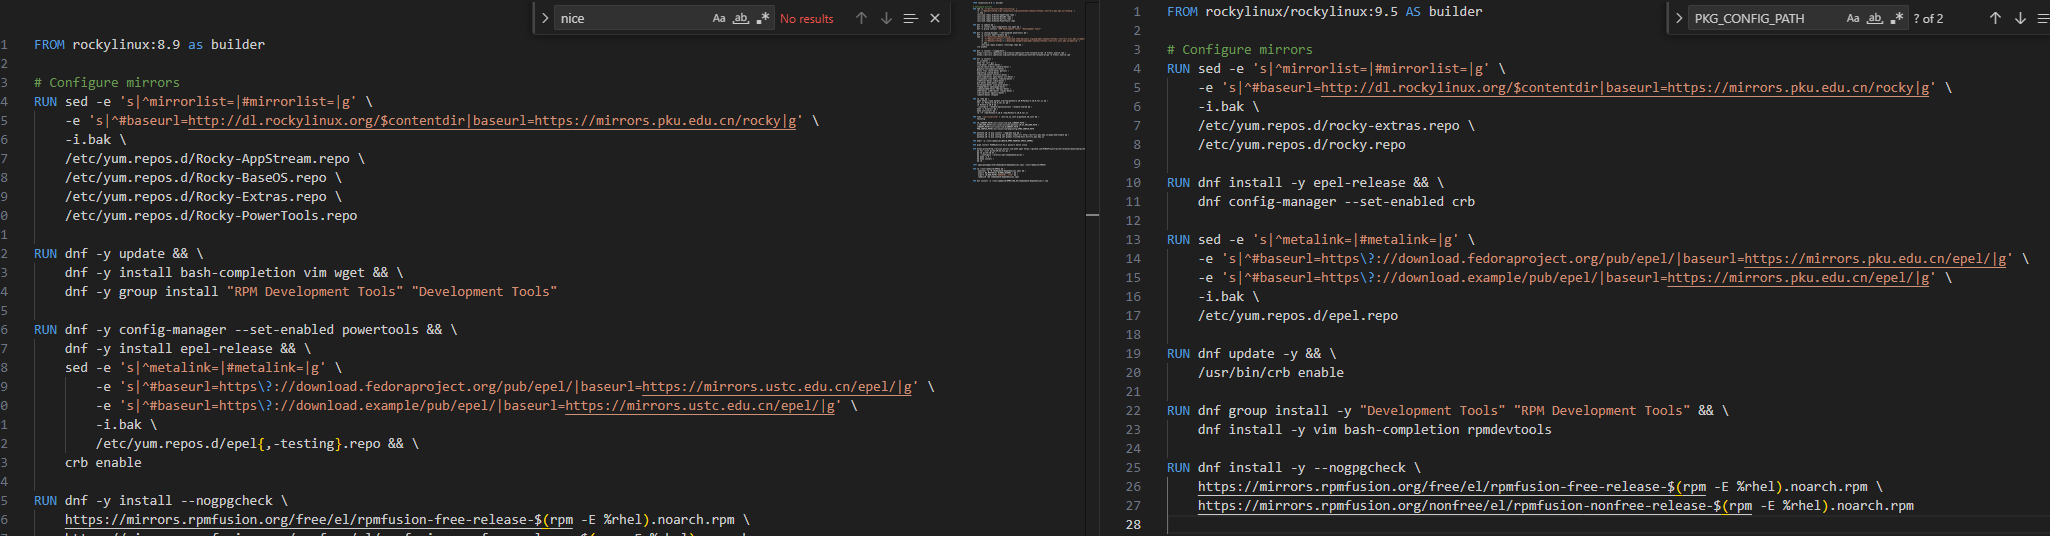 nice
Aa ab .* No results
1 FROM rockylinux:8.9 as builder
2
3 # Configure mirrors
4 RUN sed -e 's|^mirrorlist=|#mirrorlist=|g' \
5 -e 's|^#baseurl=http://dl.rockylinux.org/$contentdir|baseurl=https://mirrors.pku.edu.cn/rocky|g' \
6 -i.bak \
7 /etc/yum.repos.d/Rocky-AppStream.repo \
8 /etc/yum.repos.d/Rocky-BaseOS.repo \
9 /etc/yum.repos.d/Rocky-Extras.repo \
0 /etc/yum.repos.d/Rocky-PowerTools.repo
1
2 RUN dnf -y update && \
3 dnf -y install bash-completion vim wget && \
4 dnf -y group install "RPM Development Tools" "Development Tools"
5
6 RUN dnf -y config-manager --set-enabled powertools && \
7 dnf -y install epel-release && \
8 sed -e 's|^metalink=|#metalink=|g' \
9 -e 's|^#baseurl=https\?://download.fedoraproject.org/pub/epel/|baseurl=https://mirrors.ustc.edu.cn/epel/|g' \
0 -e 's|^#baseurl=https\?://download.example/pub/epel/|baseurl=https://mirrors.ustc.edu.cn/epel/|g' \
1 -i.bak \
2 /etc/yum.repos.d/epel{,-testing}.repo && \
3 crb enable
4
5 RUN dnf -y install --nogpgcheck \
6 https://mirrors.rpmfusion.org/free/el/rpmfusion-free-release-$(rpm -E %rhel).noarch.rpm \
PKG_CONFIG_PATH
Aa ab .* ? of 2
1 FROM rockylinux/rockylinux:9.5 AS builder
2
3 # Configure mirrors
4 RUN sed -e 's|^mirrorlist=|#mirrorlist=|g' \
5 -e 's|^#baseurl=http://dl.rockylinux.org/$contentdir|baseurl=https://mirrors.pku.edu.cn/rocky|g' \
6 -i.bak \
7 /etc/yum.repos.d/rocky-extras.repo \
8 /etc/yum.repos.d/rocky.repo
9
10 RUN dnf install -y epel-release && \
11 dnf config-manager --set-enabled crb
12
13 RUN sed -e 's|^metalink=|#metalink=|g' \
14 -e 's|^#baseurl=https\?://download.fedoraproject.org/pub/epel/|baseurl=https://mirrors.pku.edu.cn/epel/|g' \
15 -e 's|^#baseurl=https\?://download.example/pub/epel/|baseurl=https://mirrors.pku.edu.cn/epel/|g' \
16 -i.bak \
17 /etc/yum.repos.d/epel.repo
18
19 RUN dnf update -y && \
20 /usr/bin/crb enable
21
22 RUN dnf group install -y "Development Tools" "RPM Development Tools" && \
23 dnf install -y vim bash-completion rpmdevtools
24
25 RUN dnf install -y --nogpgcheck \
26 https://mirrors.rpmfusion.org/free/el/rpmfusion-free-release-$(rpm -E %rhel).noarch.rpm \
27 https://mirrors.rpmfusion.org/nonfree/el/rpmfusion-nonfree-release-$(rpm -E %rhel).noarch.rpm
28